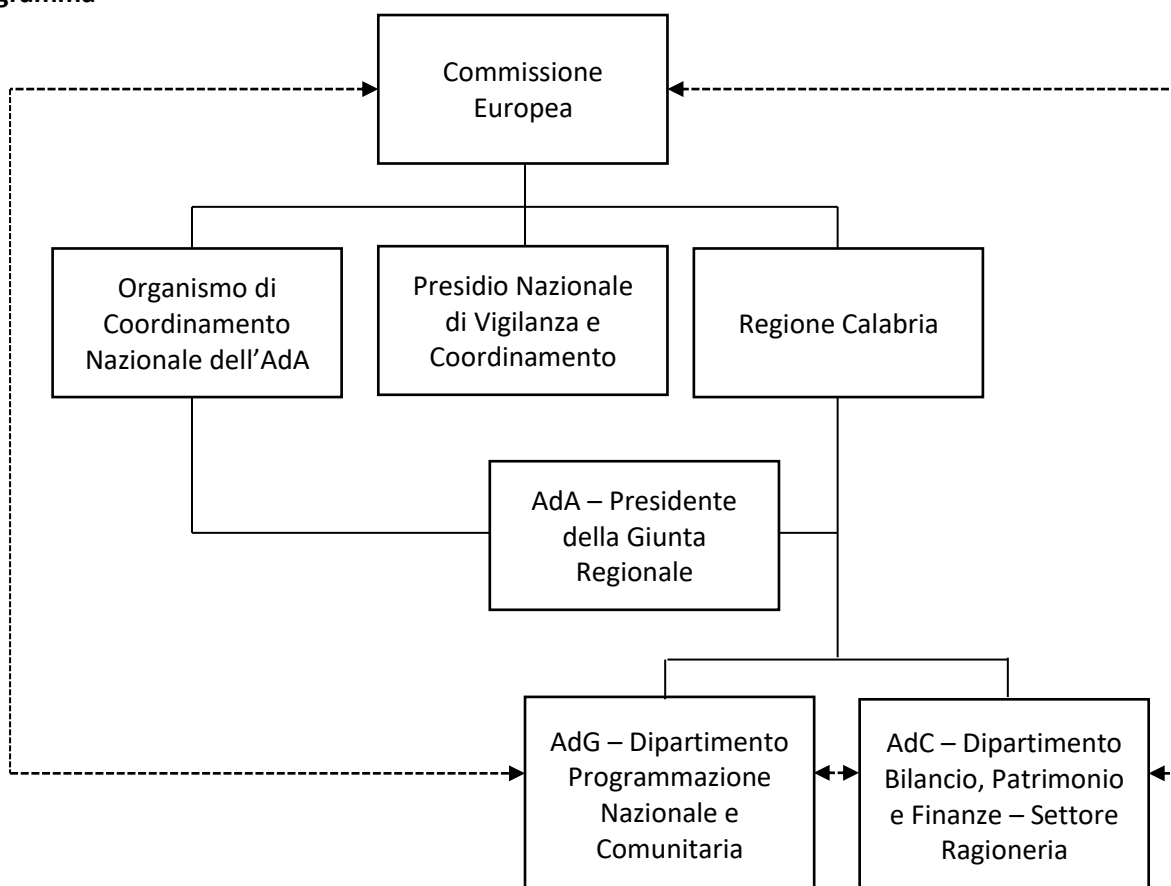 Commissione
Europea
Organismo di
Coordinamento
Nazionale dell’AdA
Presidio Nazionale
di Vigilanza e
Coordinamento
Regione Calabria
AdA – Presidente
della Giunta
Regionale
AdG – Dipartimento
Programmazione
Nazionale e
Comunitaria
AdC – Dipartimento
Bilancio, Patrimonio
e Finanze – Settore
Ragioneria